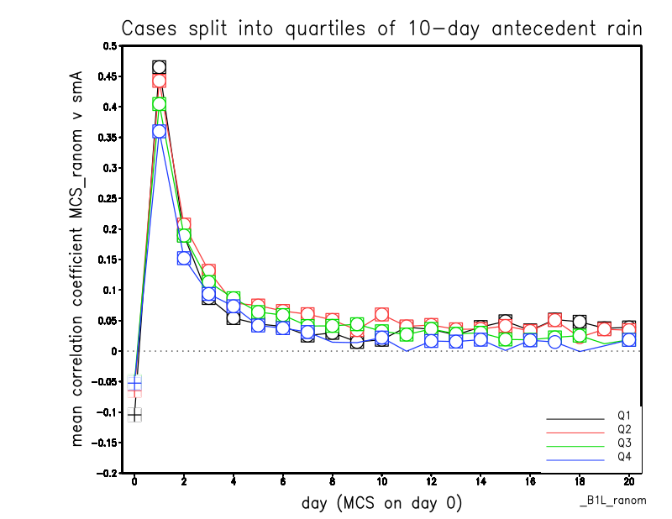 Cases split into quartiles of 10-day antecedent rain
mean correlation coefficient MCS_ranom v smA
0.5
0.45
0.4
0.35
0.3
0.25
0.2
0.15
0.1
0.05
0
-0.05
-0.1
-0.15
-0.2
Q1
Q2
Q3
Q4
0 2 4 6 8 10 12 14 16 18 20
day (MCS on day 0)
_B1L_ranom